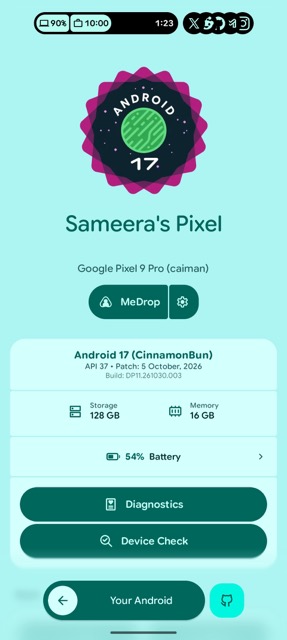 90% 10:00 1:23
ANDROID
17
Sameera's Pixel
Google Pixel 9 Pro (caiman)
MeDrop
Android 17 (CinnamonBun)
API 37 • Patch: 5 October, 2026
Build: DP11.261030.003
Storage
128 GB
Memory
16 GB
54% Battery
Diagnostics
Device Check
Your Android